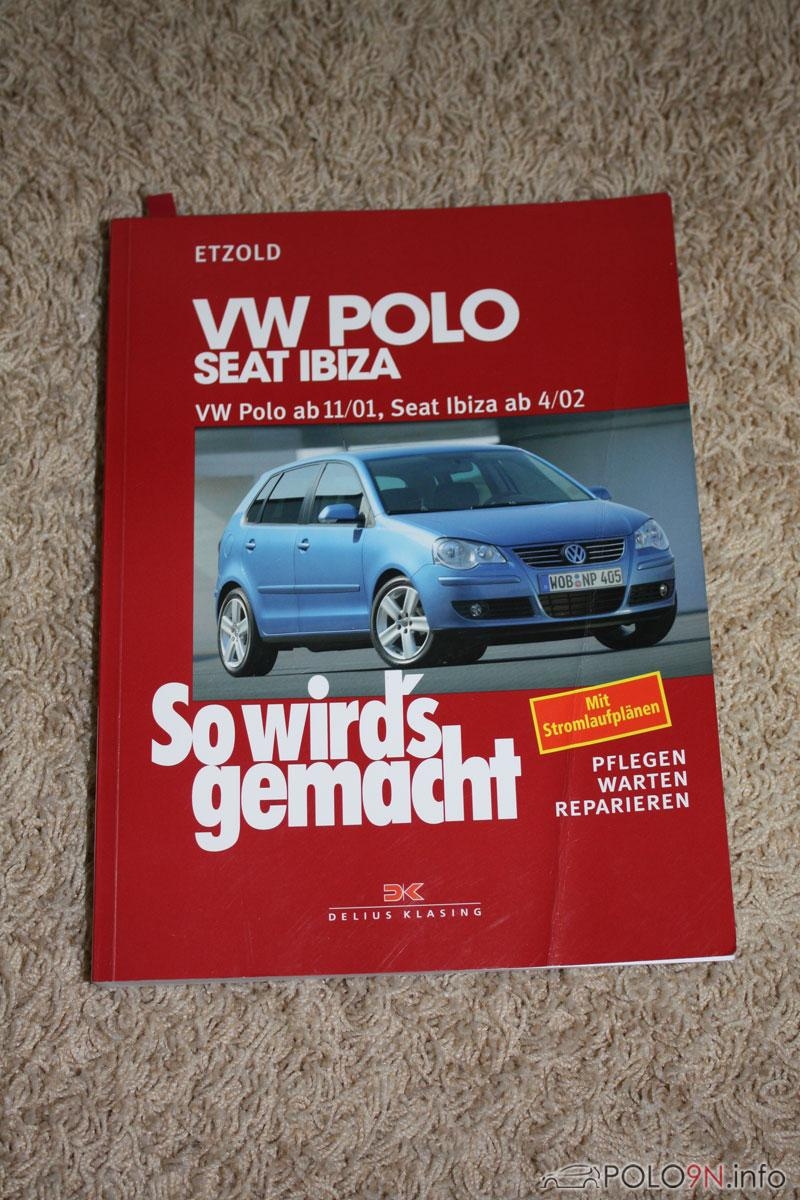 ETZOLD
VW POLO
SEAT IBIZA
VW Polo ab 11/01, Seat Ibiza ab 4/02
WOB NP 405
So wird's
gemacht
Mit
Stromlaufplänen
PFLEGEN
WARTEN
REPARIEREN
DK
DELIUS KLASING
POLO9N.info